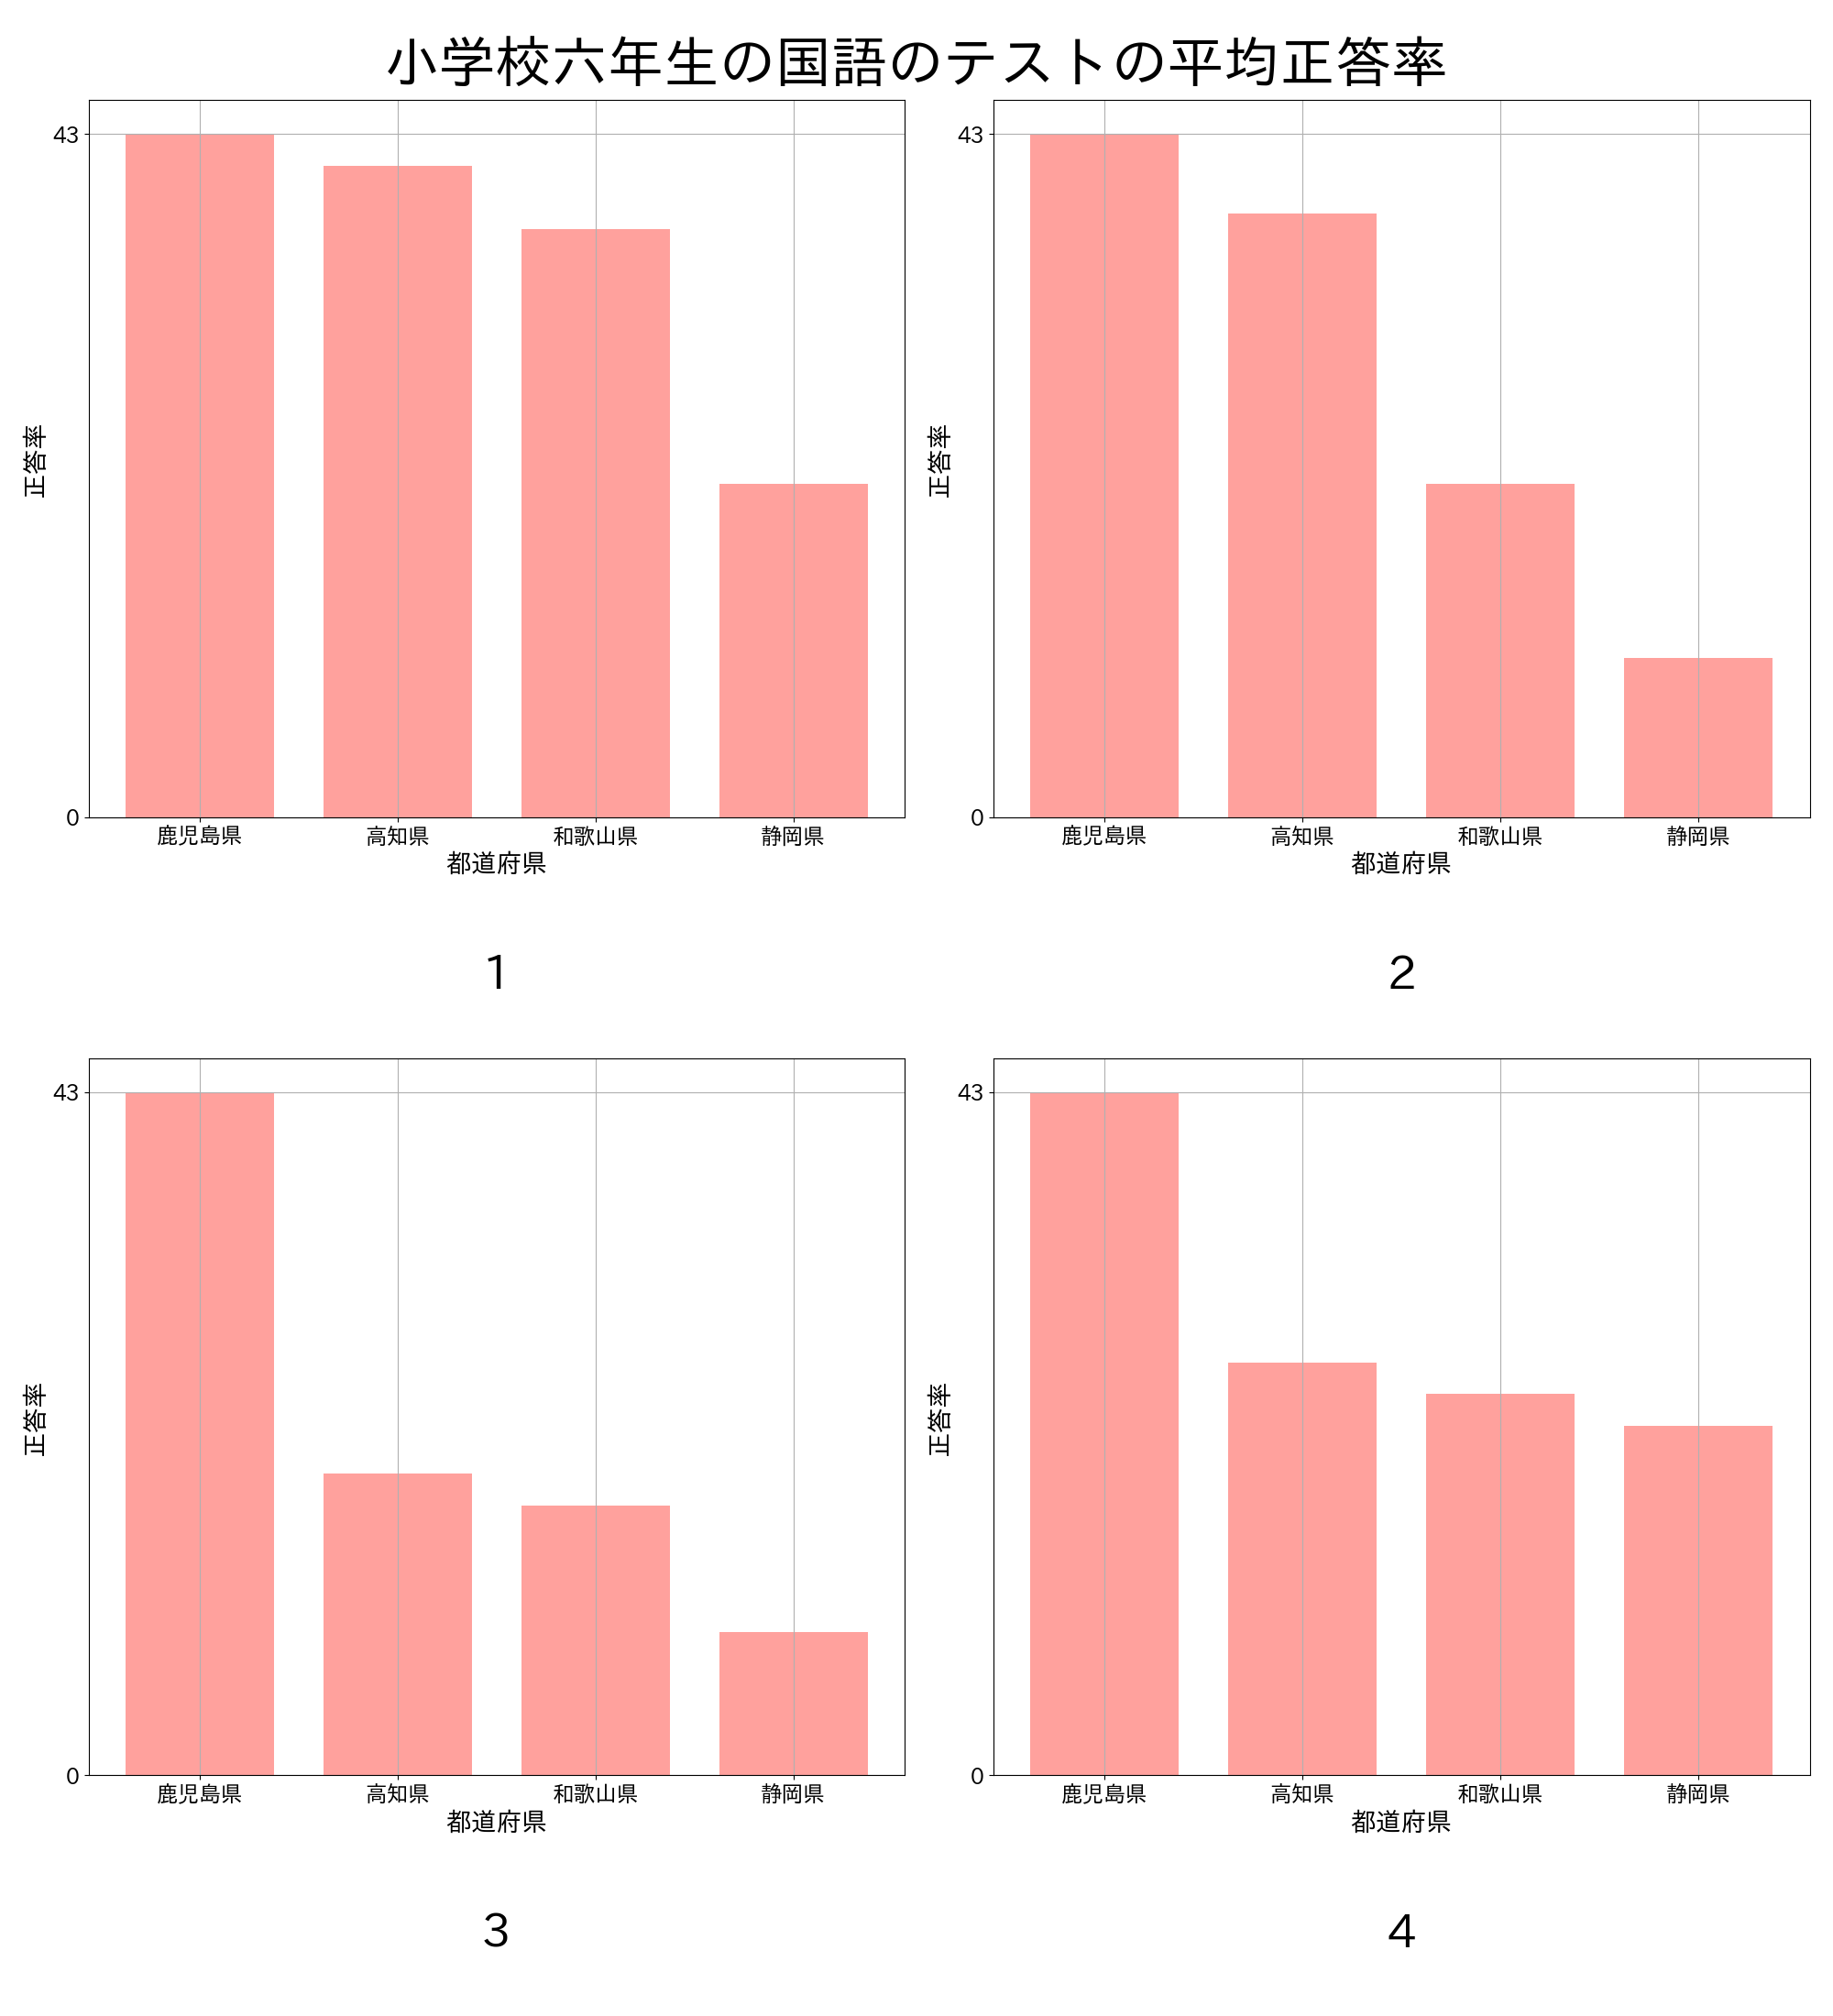 小学校六年生の国語のテストの平均正答率
43
正答率
0
鹿児島県 高知県 和歌山県 静岡県
都道府県
1
43
正答率
0
鹿児島県 高知県 和歌山県 静岡県
都道府県
2
43
正答率
0
鹿児島県 高知県 和歌山県 静岡県
都道府県
3
43
正答率
0
鹿児島県 高知県 和歌山県 静岡県
都道府県
4